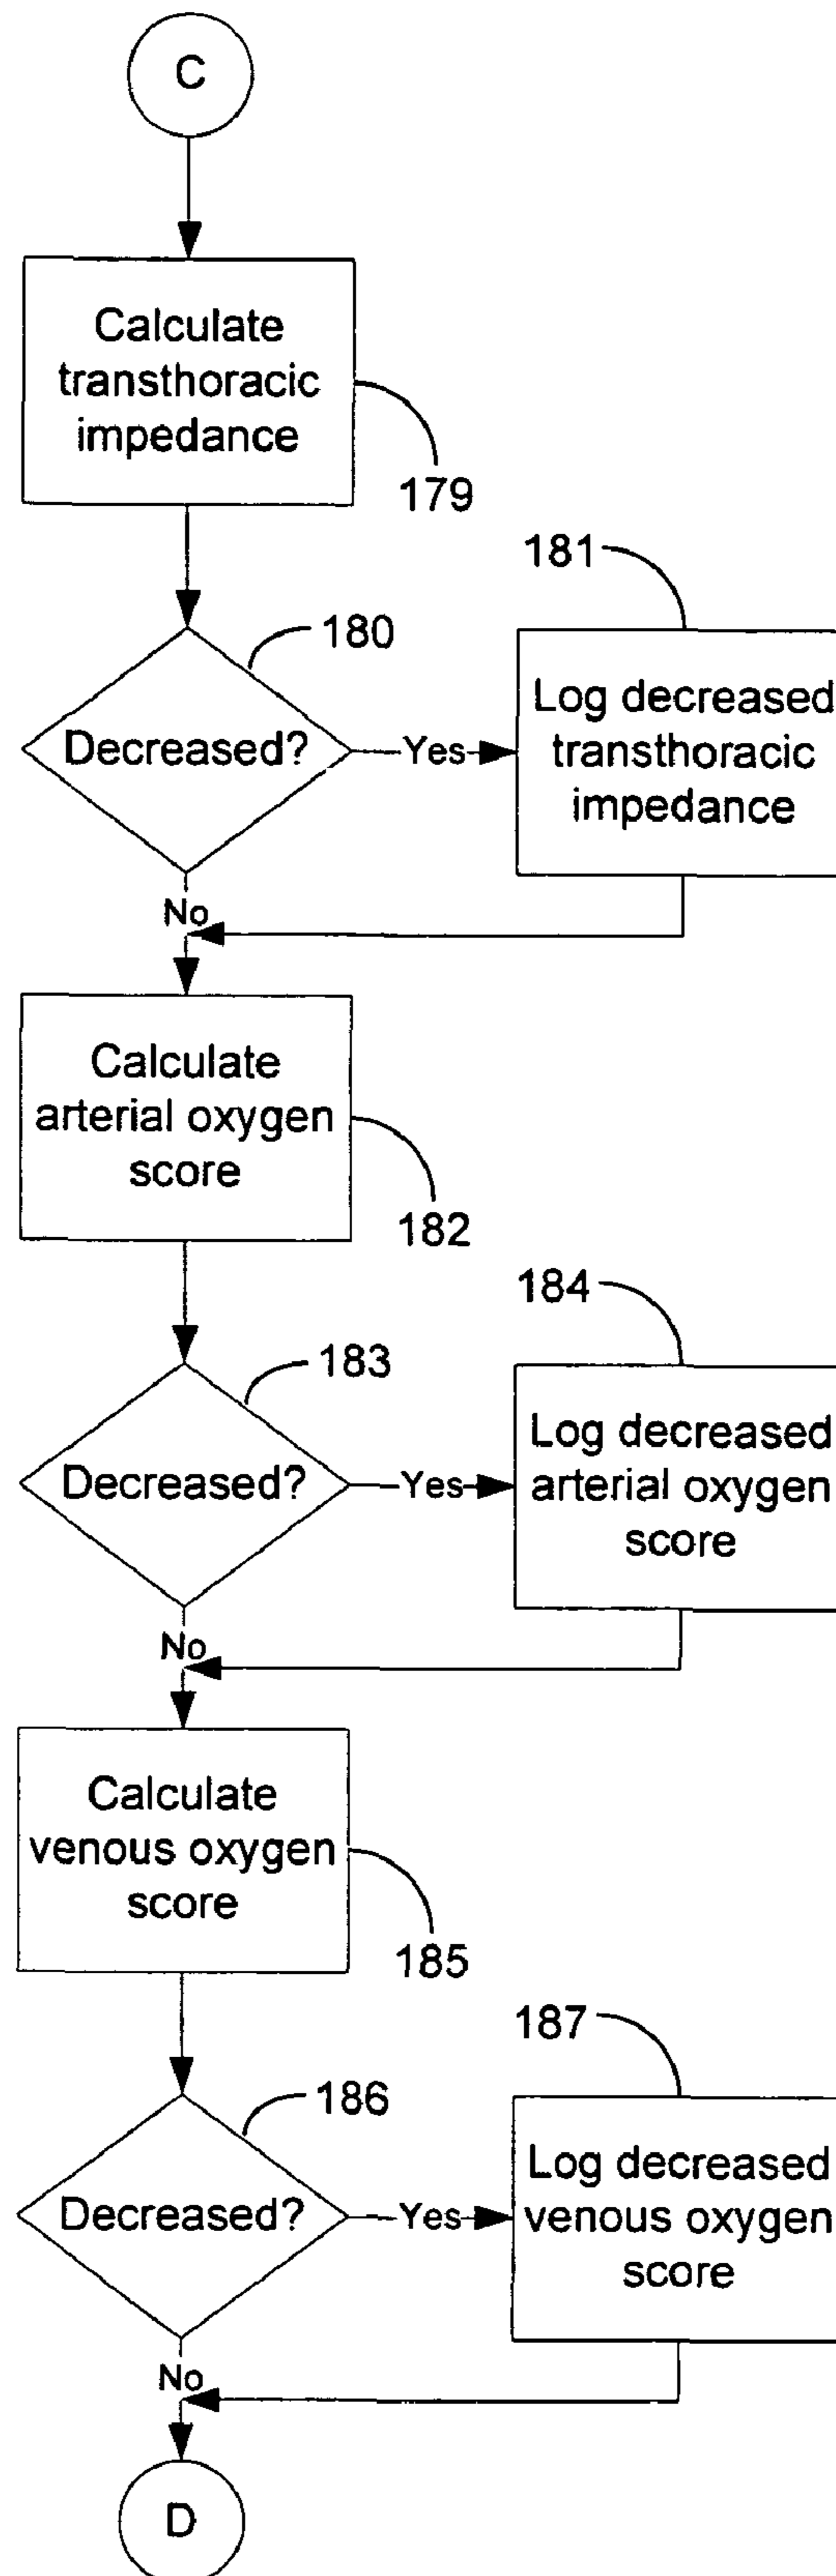 C
Calculate
transthoracic
impedance
179
180
Decreased?
Yes
181
Log decreased
transthoracic
impedance
No
Calculate
arterial oxygen
score
182
183
Decreased?
Yes
184
Log decreased
arterial oxygen
score
No
Calculate
venous oxygen
score
185
186
Decreased?
Yes
187
Log decreased
venous oxygen
score
No
D